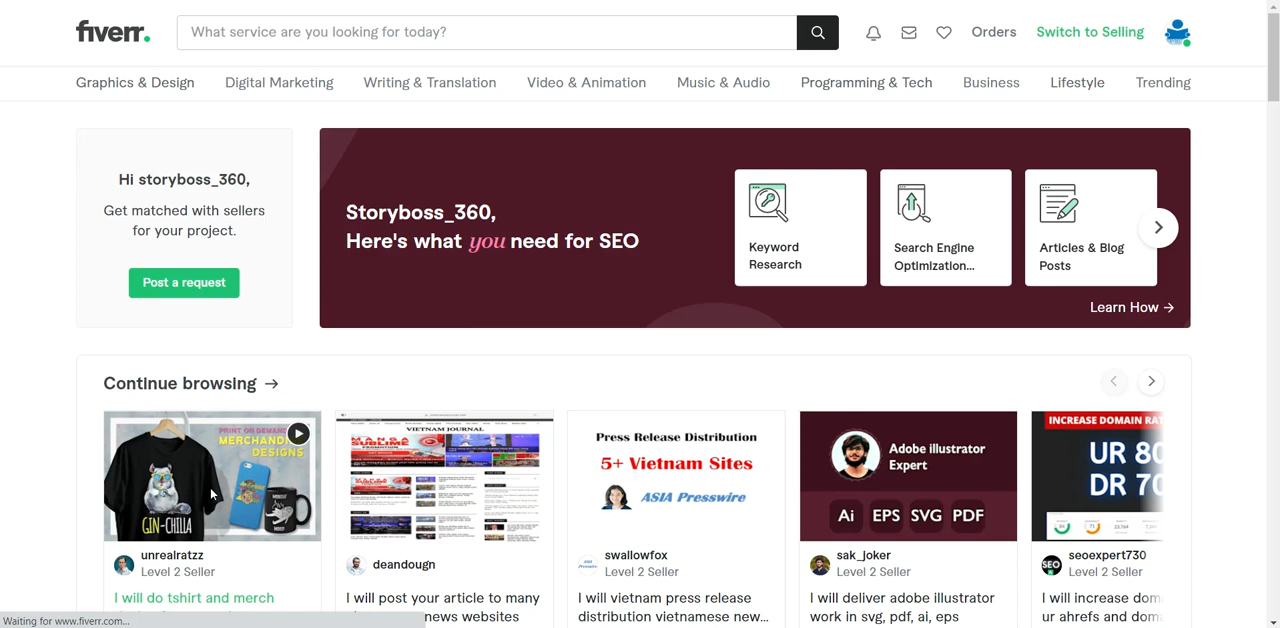 fiverr.
What service are you looking for today?
Orders
Switch to Selling
Graphics & Design
Digital Marketing
Writing & Translation
Video & Animation
Music & Audio
Programming & Tech
Business
Lifestyle
Trending
Hi storyboss_360,
Get matched with sellers
for your project.
Post a request
Storyboss_360,
Here's what you need for SEO
Keyword
Research
Search Engine
Optimization...
Articles & Blog
Posts
Learn How →
Continue browsing →
PRINT ON DEMAND
MERCHANDI
DESIGNS
GIN-CHILLA
unrealratzz
Level 2 Seller
I will do tshirt and merch
VIETNAM JOURNAL
deandougn
I will post your article to many
news websites
Press Release Distribution
5+ Vietnam Sites
ASIA Presswire
swallowfox
Level 2 Seller
I will vietnam press release
distribution vietnamese new...
Adobe illustrator
Expert
Ai EPS SVG PDF
sak_joker
Level 2 Seller
I will deliver adobe illustrator
work in svg, pdf, ai, eps
INCREASE DOMAIN RAT
UR 80
DR 70
SEO
seoexpert730
Level 2 Seller
I will increase dom
ur ahrefs and dom
Waiting for www.fiverr.com...